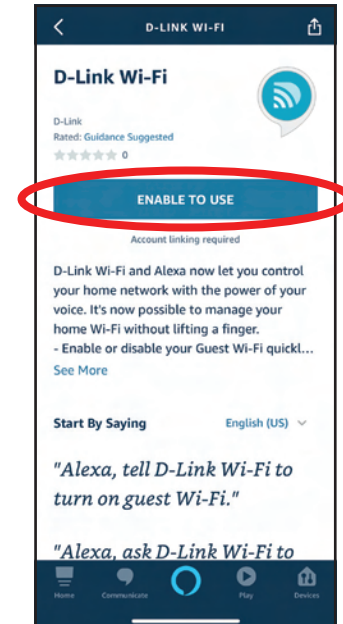 D-LINK WI-FI
D-Link Wi-Fi
D-Link
Rated: Guidance Suggested
0
ENABLE TO USE
Account linking required
D-Link Wi-Fi and Alexa now let you control
your home network with the power of your
voice. It's now possible to manage your
home Wi-Fi without lifting a finger.
- Enable or disable your Guest Wi-Fi quickl...
See More
Start By Saying English (US)
"Alexa, tell D-Link Wi-Fi to
turn on guest Wi-Fi."
"Alexa, ask D-Link Wi-Fi to
Home Communicate Play Devices